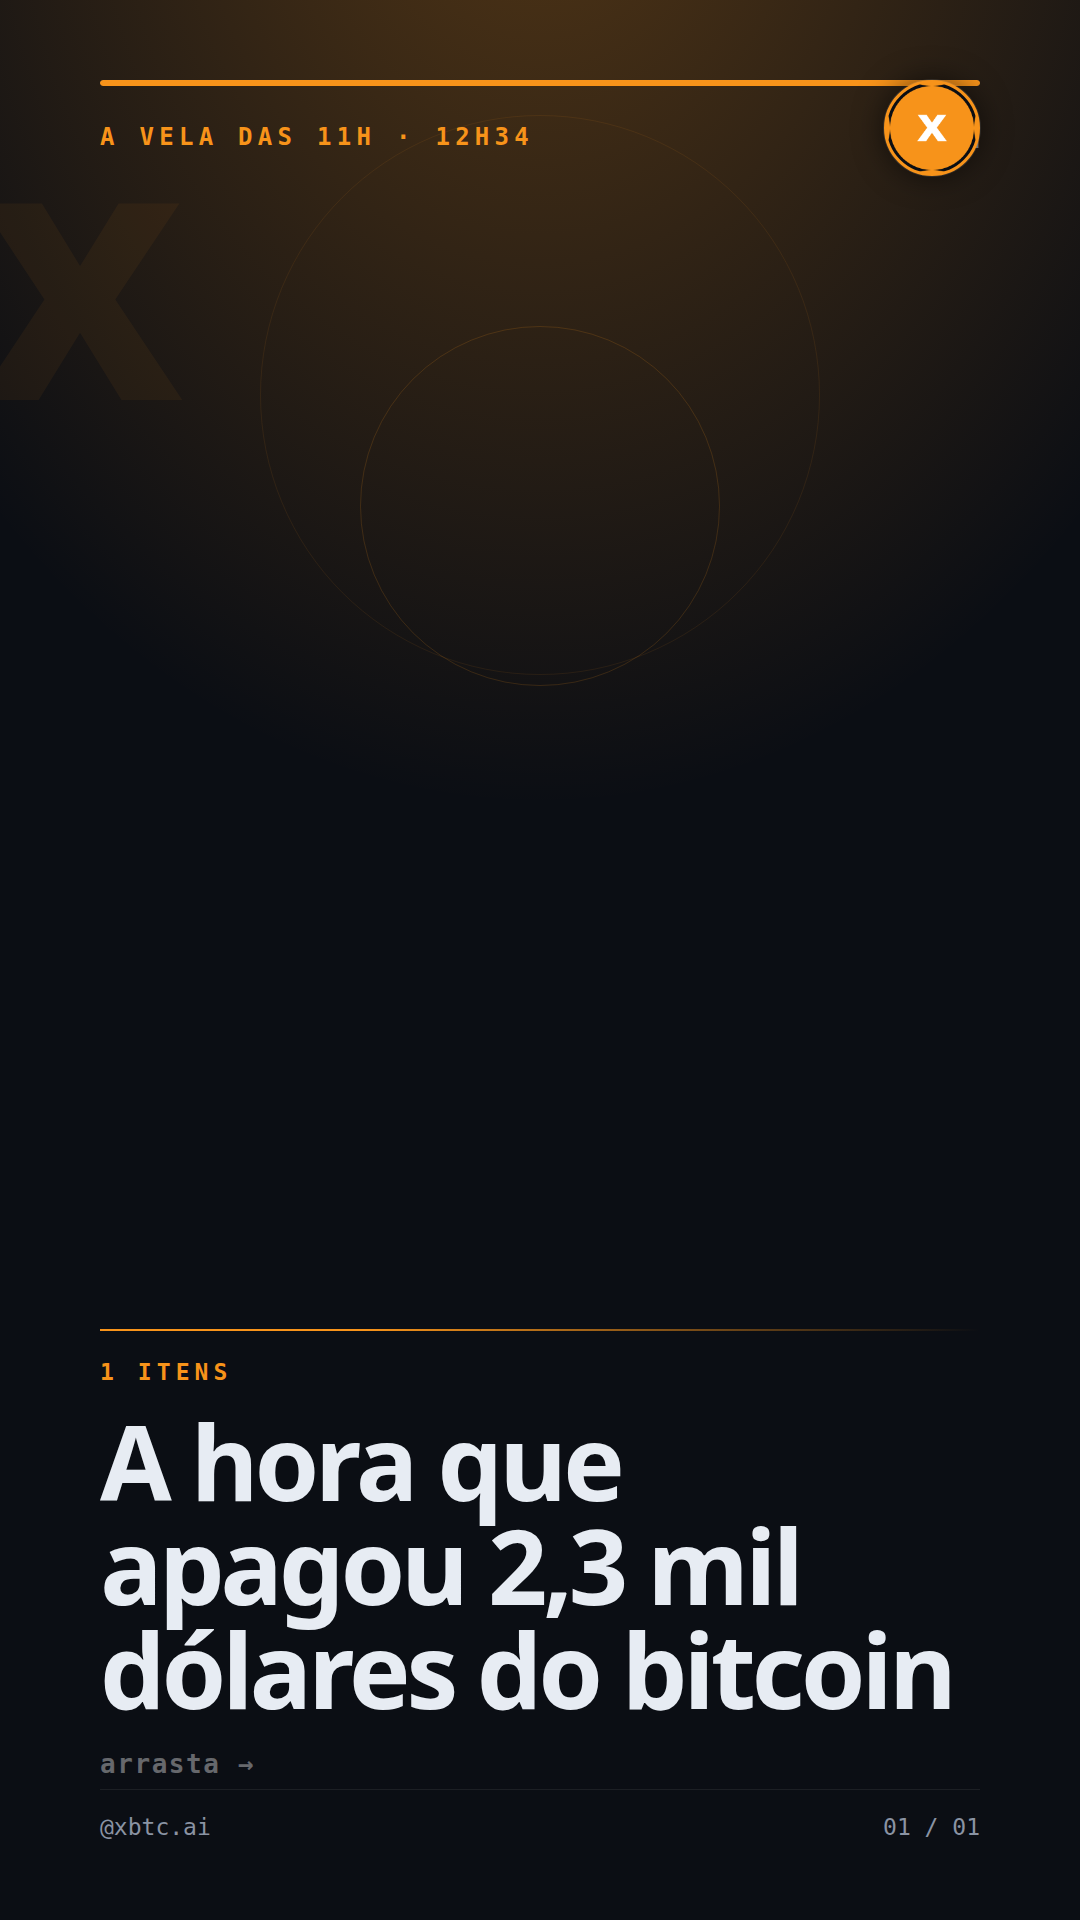 A VELA DAS 11H · 12H34
x
x
1 ITENS
A hora que
apagou 2,3 mil
dólares do bitcoin
arrasta →
@xbtc.ai
01 / 01